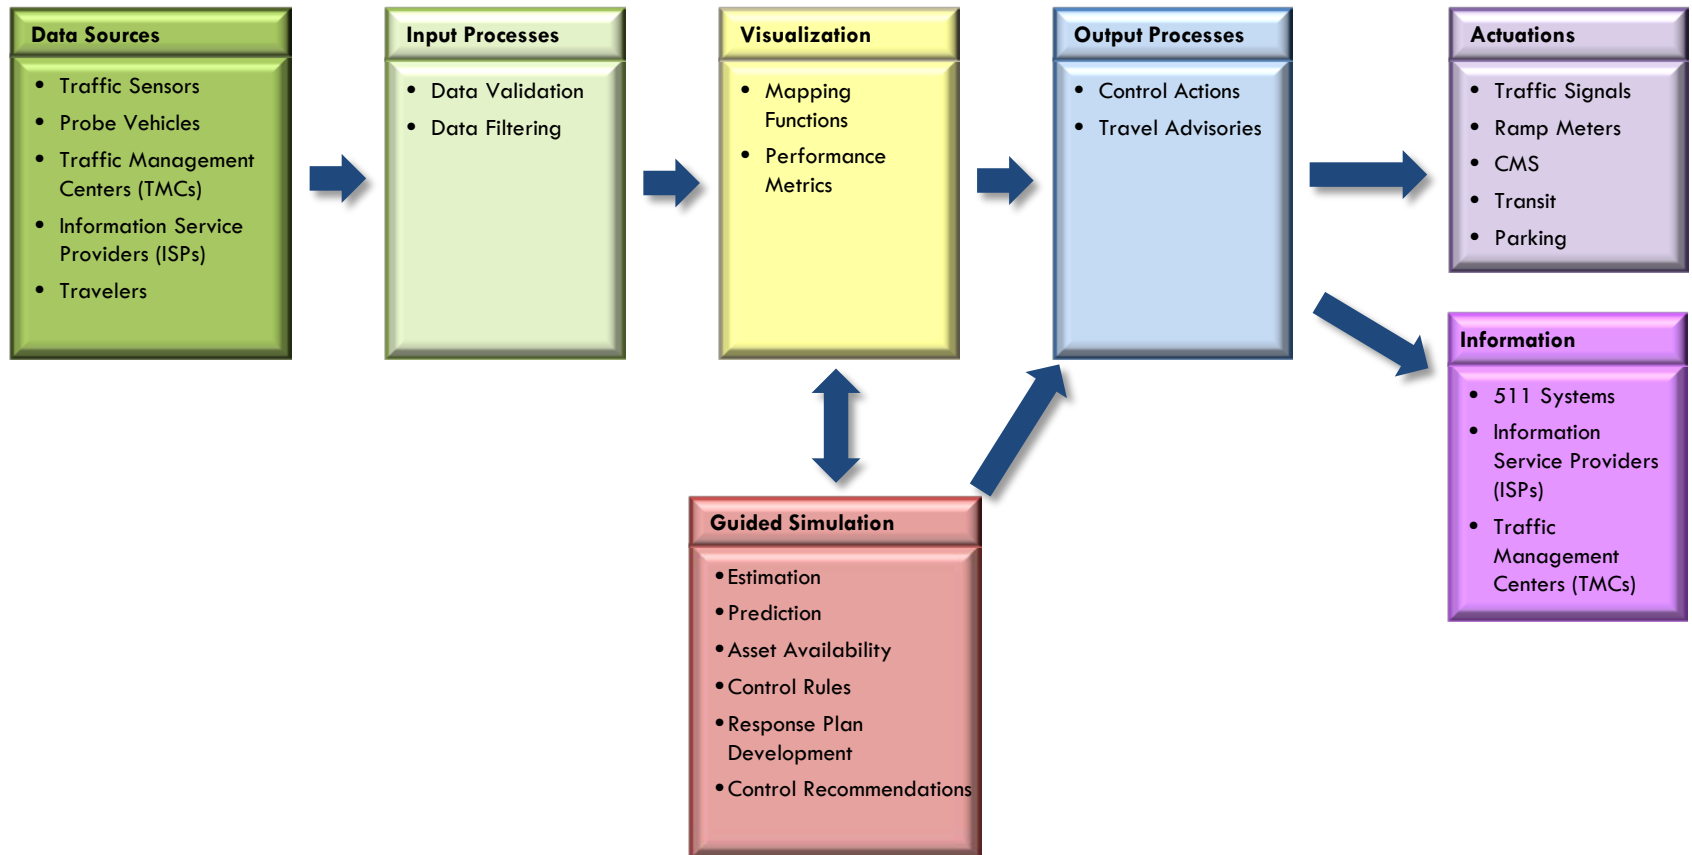 Data Sources
• Traffic Sensors
• Probe Vehicles
• Traffic Management
Centers (TMCs)
• Information Service
Providers (ISPs)
• Travelers
Input Processes
• Data Validation
• Data Filtering
Visualization
• Mapping
Functions
• Performance
Metrics
Output Processes
• Control Actions
• Travel Advisories
Actuations
• Traffic Signals
• Ramp Meters
• CMS
• Transit
• Parking
Information
• 511 Systems
• Information
Service Providers
(ISPs)
• Traffic
Management
Centers (TMCs)
Guided Simulation
• Estimation
• Prediction
• Asset Availability
• Control Rules
• Response Plan
Development
• Control Recommendations